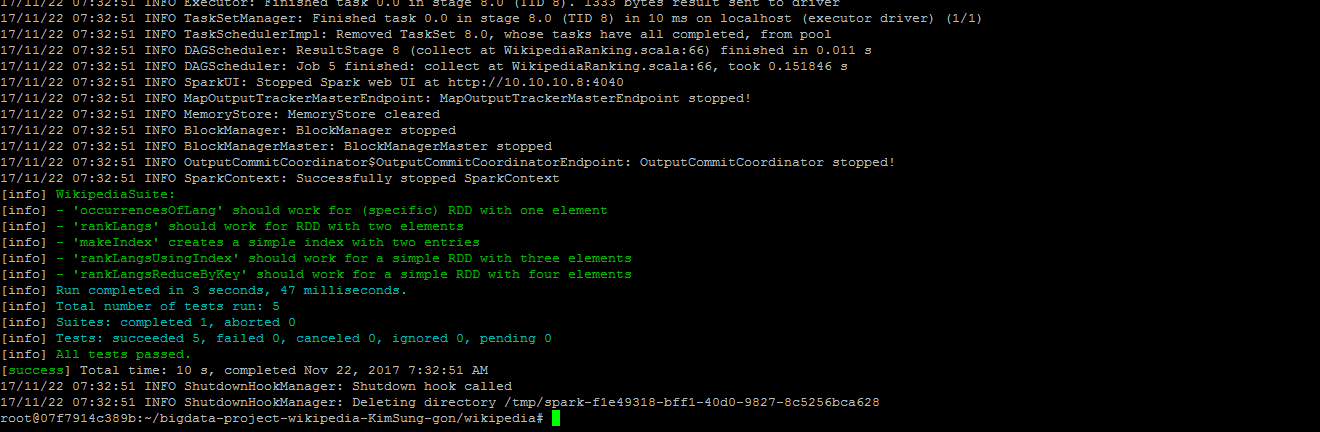 17/11/22 07:32:51 INFO Executor: Finished task 0.0 in stage 8.0 (TID 8). 1333 bytes result sent to driver
17/11/22 07:32:51 INFO TaskSetManager: Finished task 0.0 in stage 8.0 (TID 8) in 10 ms on localhost (executor driver) (1/1)
17/11/22 07:32:51 INFO TaskSchedulerImpl: Removed TaskSet 8.0, whose tasks have all completed, from pool
17/11/22 07:32:51 INFO DAGScheduler: ResultStage 8 (collect at WikipediaRanking.scala:66) finished in 0.011 s
17/11/22 07:32:51 INFO DAGScheduler: Job 5 finished: collect at WikipediaRanking.scala:66, took 0.151846 s
17/11/22 07:32:51 INFO SparkUI: Stopped Spark web UI at http://10.10.10.8:4040
17/11/22 07:32:51 INFO MapOutputTrackerMasterEndpoint: MapOutputTrackerMasterEndpoint stopped!
17/11/22 07:32:51 INFO MemoryStore: MemoryStore cleared
17/11/22 07:32:51 INFO BlockManager: BlockManager stopped
17/11/22 07:32:51 INFO BlockManagerMaster: BlockManagerMaster stopped
17/11/22 07:32:51 INFO OutputCommitCoordinator$OutputCommitCoordinatorEndpoint: OutputCommitCoordinator stopped!
17/11/22 07:32:51 INFO SparkContext: Successfully stopped SparkContext
[info] WikipediaSuite:
[info] - 'occurrencesOfLang' should work for (specific) RDD with one element
[info] - 'rankLangs' should work for RDD with two elements
[info] - 'makeIndex' creates a simple index with two entries
[info] - 'rankLangsUsingIndex' should work for a simple RDD with three elements
[info] - 'rankLangsReduceByKey' should work for a simple RDD with four elements
[info] Run completed in 3 seconds, 47 milliseconds.
[info] Total number of tests run: 5
[info] Suites: completed 1, aborted 0
[info] Tests: succeeded 5, failed 0, canceled 0, ignored 0, pending 0
[info] All tests passed.
[success] Total time: 10 s, completed Nov 22, 2017 7:32:51 AM
17/11/22 07:32:51 INFO ShutdownHookManager: Shutdown hook called
17/11/22 07:32:51 INFO ShutdownHookManager: Deleting directory /tmp/spark-f1e49318-bff1-40d0-9827-8c5256bca628
root@07f7914c389b:~/bigdata-project-wikipedia-KimSung-gon/wikipedia#